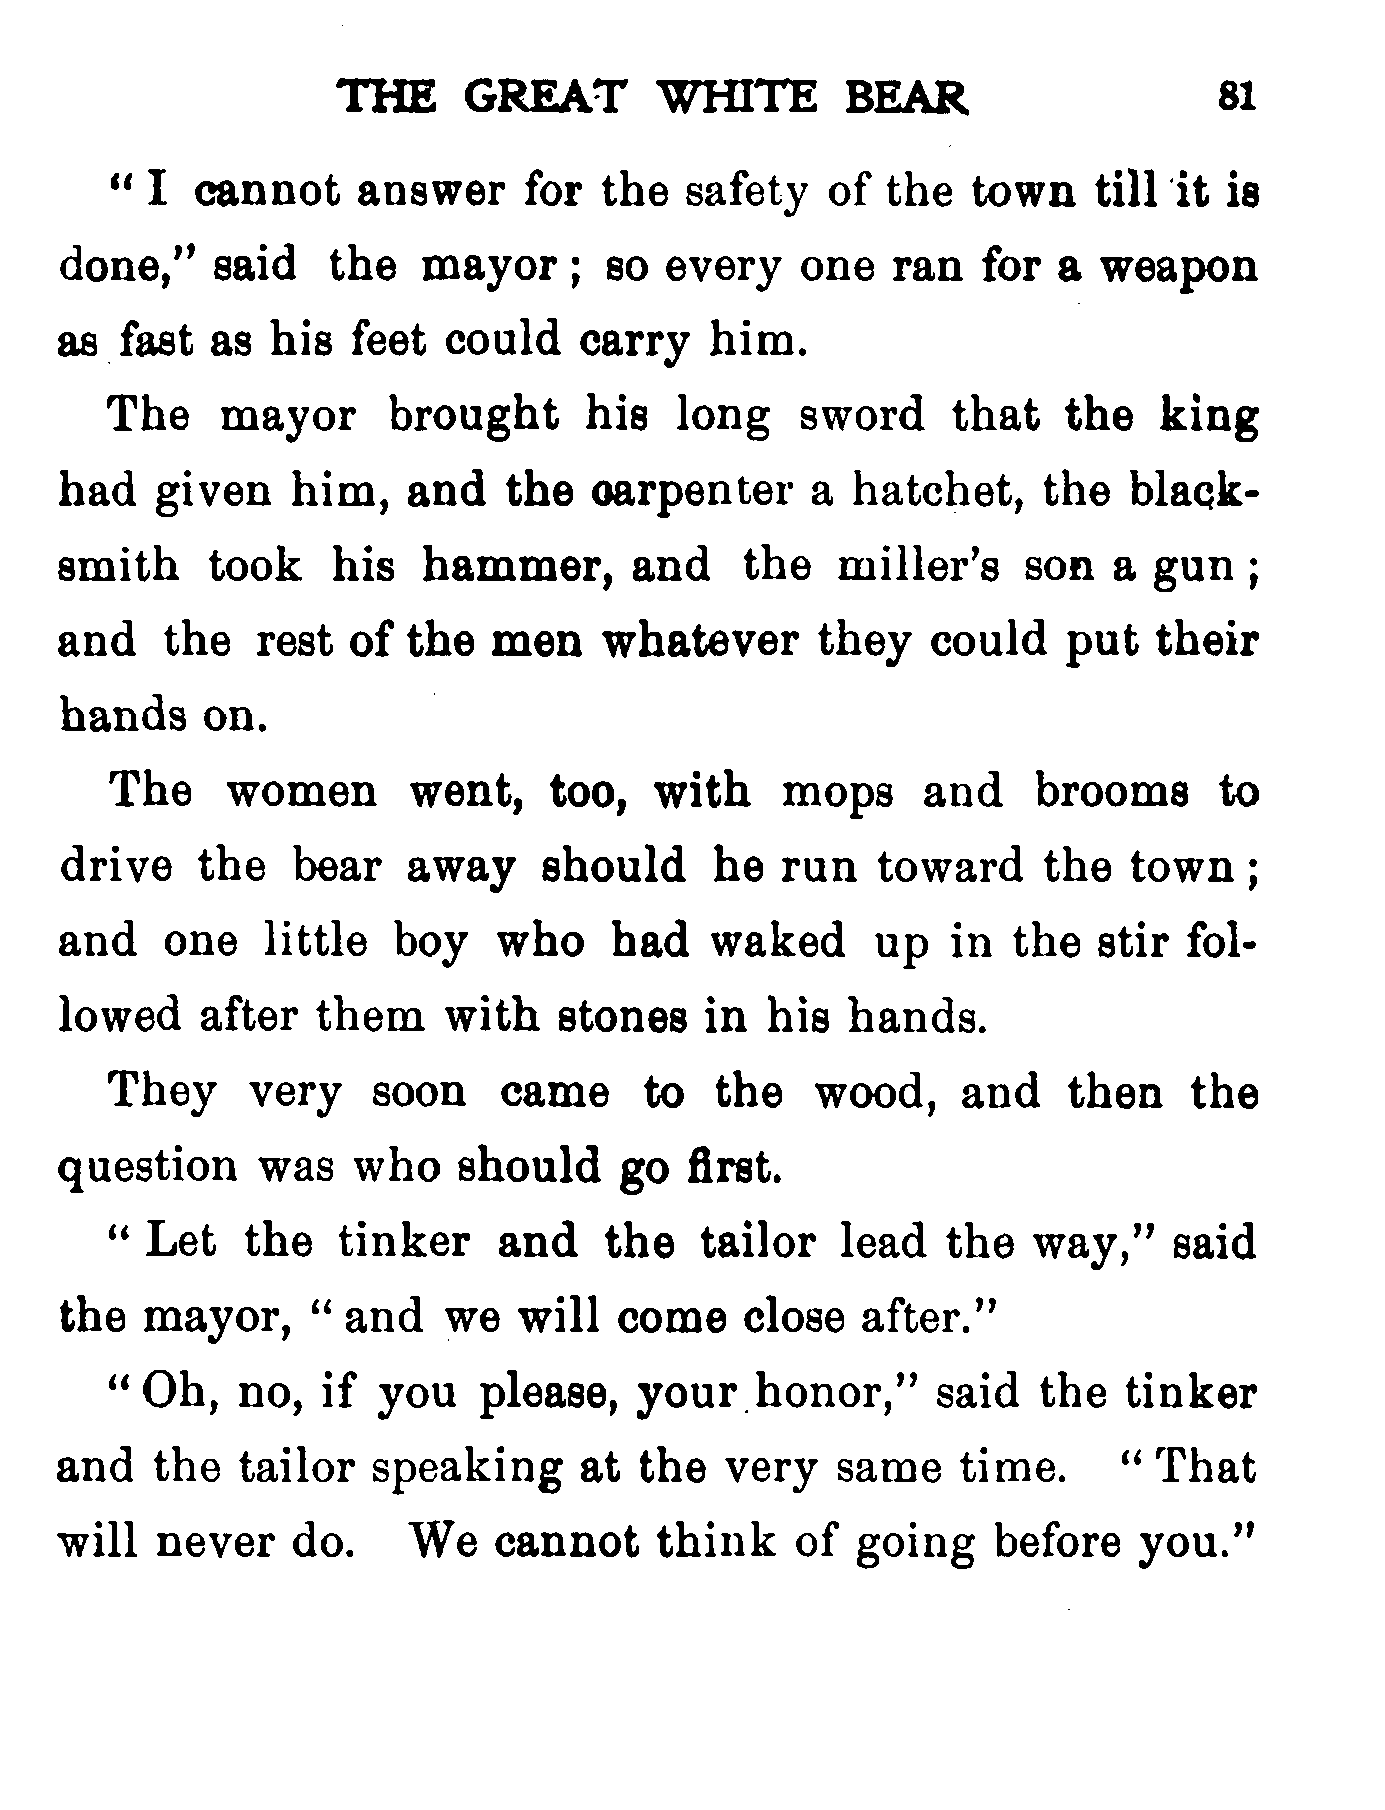 THE GREAT WHITE BEAR 81
“ I cannot answer for the safety of the town till it is
done,” said the mayor ; so every one ran for a weapon
as fast as his feet could carry him.
The mayor brought his long sword that the king
had given him, and the carpenter a hatchet, the black-
smith took his hammer, and the miller’s son a gun ;
and the rest of the men whatever they could put their
hands on.
The women went, too, with mops and brooms to
drive the bear away should he run toward the town ;
and one little boy who had waked up in the stir fol-
lowed after them with stones in his hands.
They very soon came to the wood, and then the
question was who should go first.
“ Let the tinker and the tailor lead the way,” said
the mayor, “ and we will come close after.”
“ Oh, no, if you please, your honor,” said the tinker
and the tailor speaking at the very same time. “ That
will never do. We cannot think of going before you.”